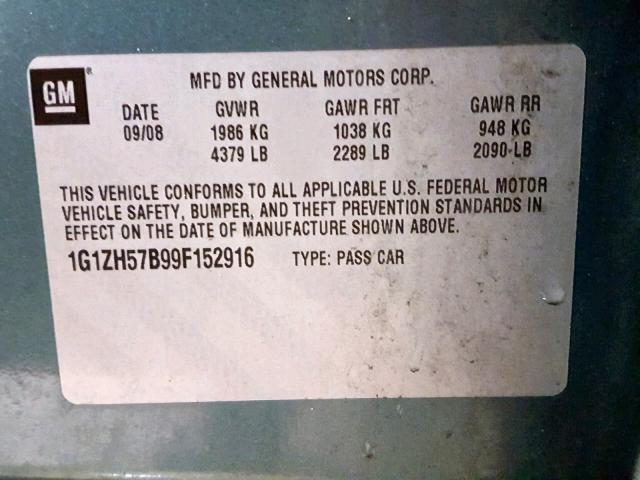 GM®
MFD BY GENERAL MOTORS CORP.
DATE GVWR GAWR FRT GAWR RR
09/08 1986 KG 1038 KG 948 KG
4379 LB 2289 LB 2090 LB
THIS VEHICLE CONFORMS TO ALL APPLICABLE U.S. FEDERAL MOTOR
VEHICLE SAFETY, BUMPER, AND THEFT PREVENTION STANDARDS IN
EFFECT ON THE DATE OF MANUFACTURE SHOWN ABOVE.
1G1ZH57B99F152916 TYPE: PASS CAR